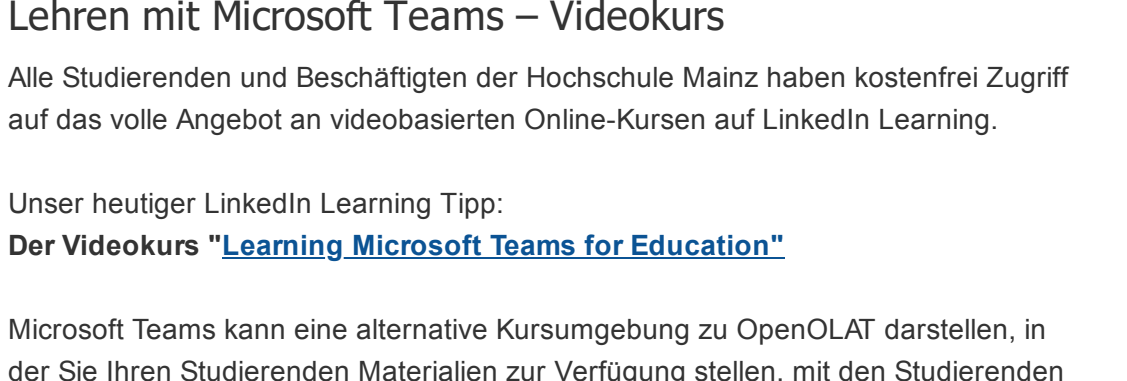 Lehren mit Microsoft Teams – Videokurs
Alle Studierenden und Beschäftigten der Hochschule Mainz haben kostenfrei Zugriff
auf das volle Angebot an videobasierten Online-Kursen auf LinkedIn Learning.
Unser heutiger LinkedIn Learning Tipp:
Der Videokurs "Learning Microsoft Teams for Education"
Microsoft Teams kann eine alternative Kursumgebung zu OpenOLAT darstellen, in
der Sie Ihren Studierenden Materialien zur Verfügung stellen, mit den Studierenden